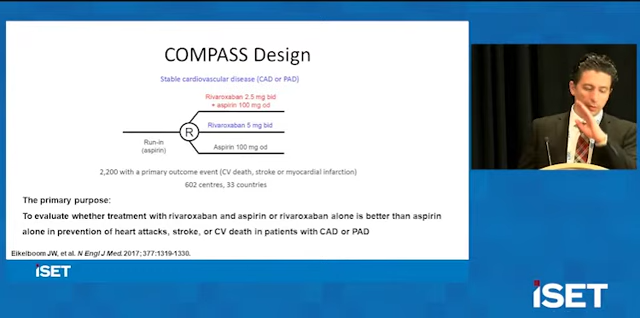 COMPASS Design
Stable cardiovascular disease (CAD or PAD)
Rivaroxaban 2.5 mg bid
+ aspirin 100 mg od
R
Rivaroxaban 5 mg bid
Run-in
(aspirin)
Aspirin 100 mg od
2,200 with a primary outcome event (CV death, stroke or myocardial infarction)
602 centres, 33 countries
The primary purpose:
To evaluate whether treatment with rivaroxaban and aspirin or rivaroxaban alone is better than aspirin
alone in prevention of heart attacks, stroke, or CV death in patients with CAD or PAD
Eikelboom JW, et al. N Engl J Med. 2017; 377:1319-1330.
iSET
iSET